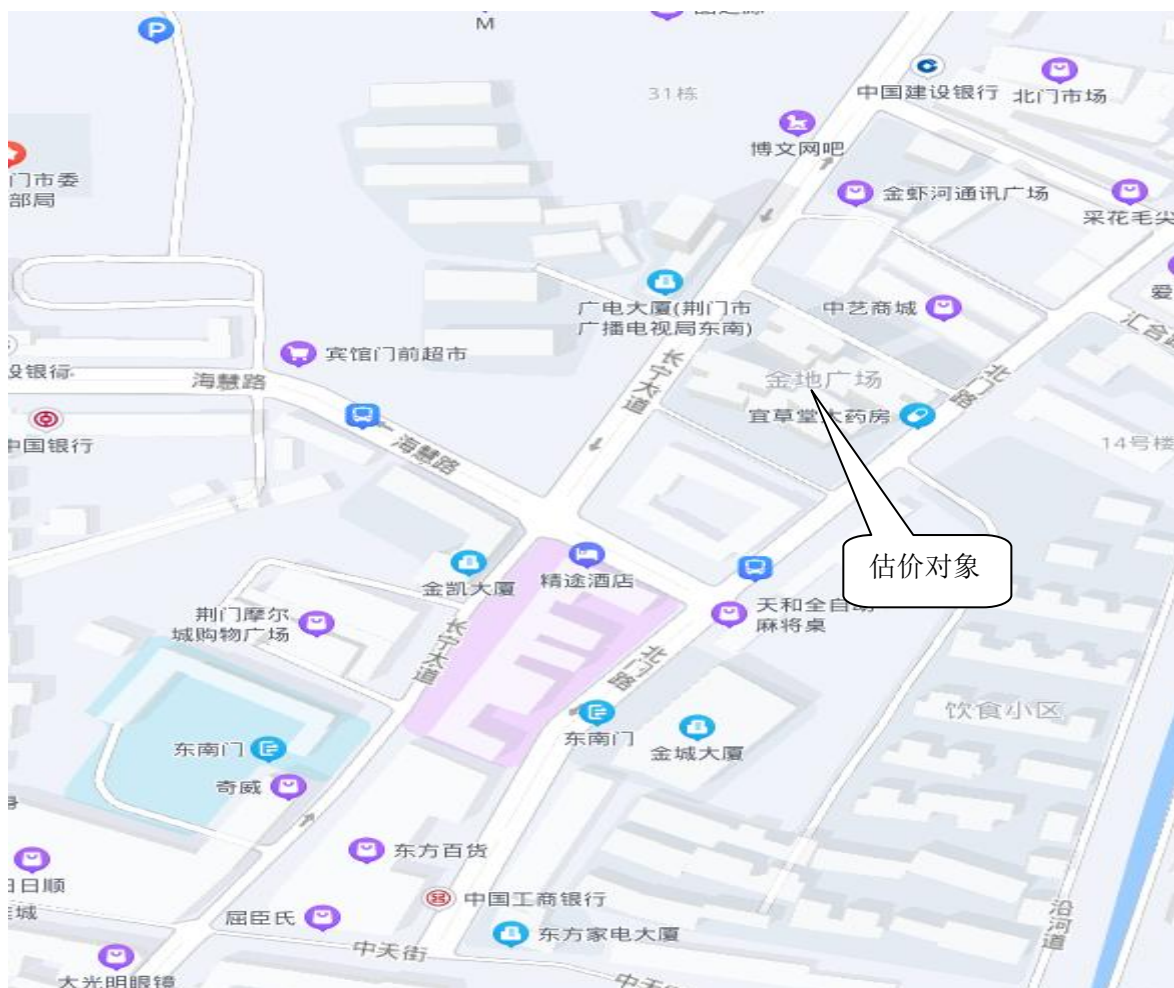 M
31栋
中国建设银行
北门市场
博文网吧
金虾河通讯广场
采花毛尖
门市委
部局
广电大厦(荆门市
广播电视局东南)
中艺商城
爱
汇合路
宾馆门前超市
设银行
海慧路
长宁大道
金地广场
北门路
宜草堂大药房
中国银行
海慧路
14号楼
估价对象
金凯大厦
精途酒店
天和全自动
麻将桌
荆门摩尔
城购物广场
长宁大道
北门路
饮食小区
东南门
东南门
金城大厦
奇威
东方百货
日日顺
中国工商银行
屈臣氏
沿河道
城
中天街
东方家电大厦
大光明眼镜
中天街